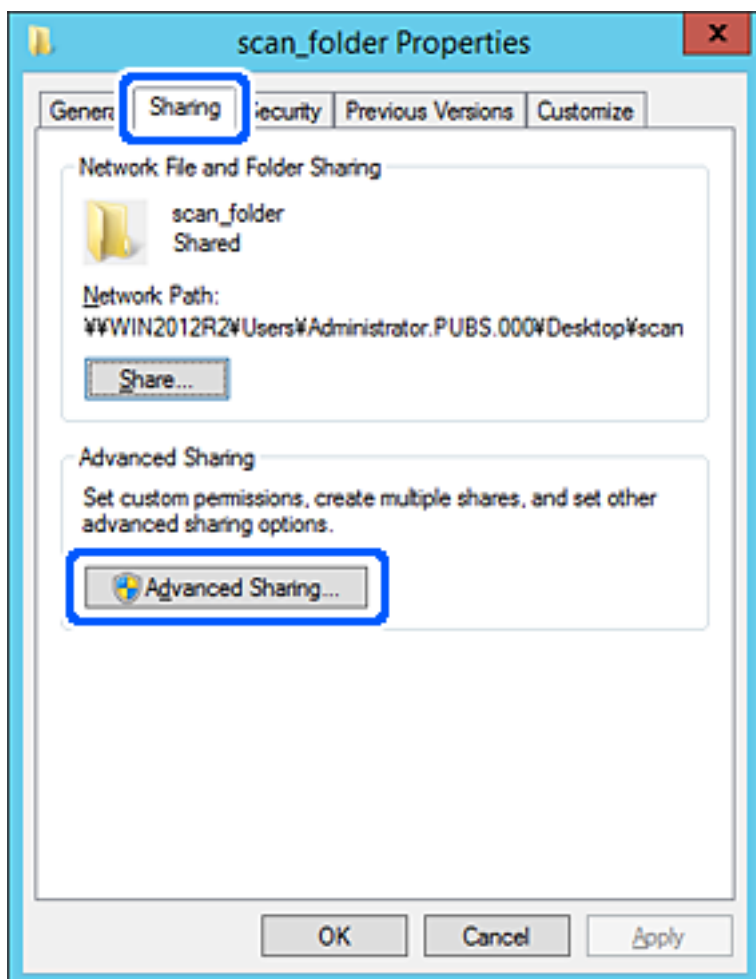 scan_folder Properties
x
General Sharing Security Previous Versions Customize
Network File and Folder Sharing
scan_folder
Shared
Network Path:
¥¥WIN2012R2¥Users¥Administrator.PUBS.000¥Desktop¥scan
Share...
Advanced Sharing
Set custom permissions, create multiple shares, and set other
advanced sharing options.
Advanced Sharing...
OK Cancel Apply